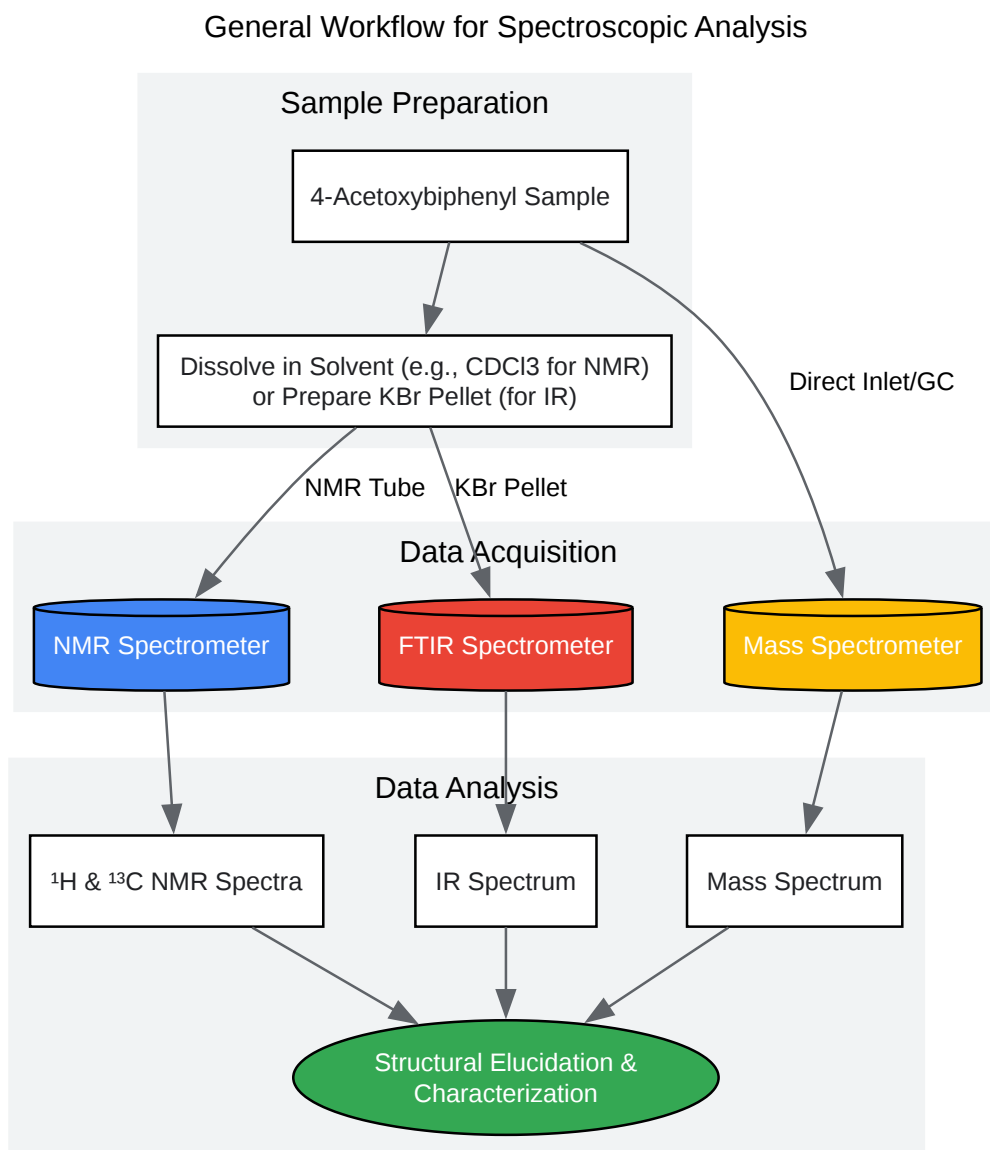 General Workflow for Spectroscopic Analysis
Sample Preparation
4-Acetoxybiphenyl Sample
Dissolve in Solvent (e.g., CDCl3 for NMR)
or Prepare KBr Pellet (for IR)
Direct Inlet/GC
NMR Tube
KBr Pellet
Data Acquisition
NMR Spectrometer
FTIR Spectrometer
Mass Spectrometer
Data Analysis
¹H & ¹³C NMR Spectra
IR Spectrum
Mass Spectrum
Structural Elucidation &
Characterization